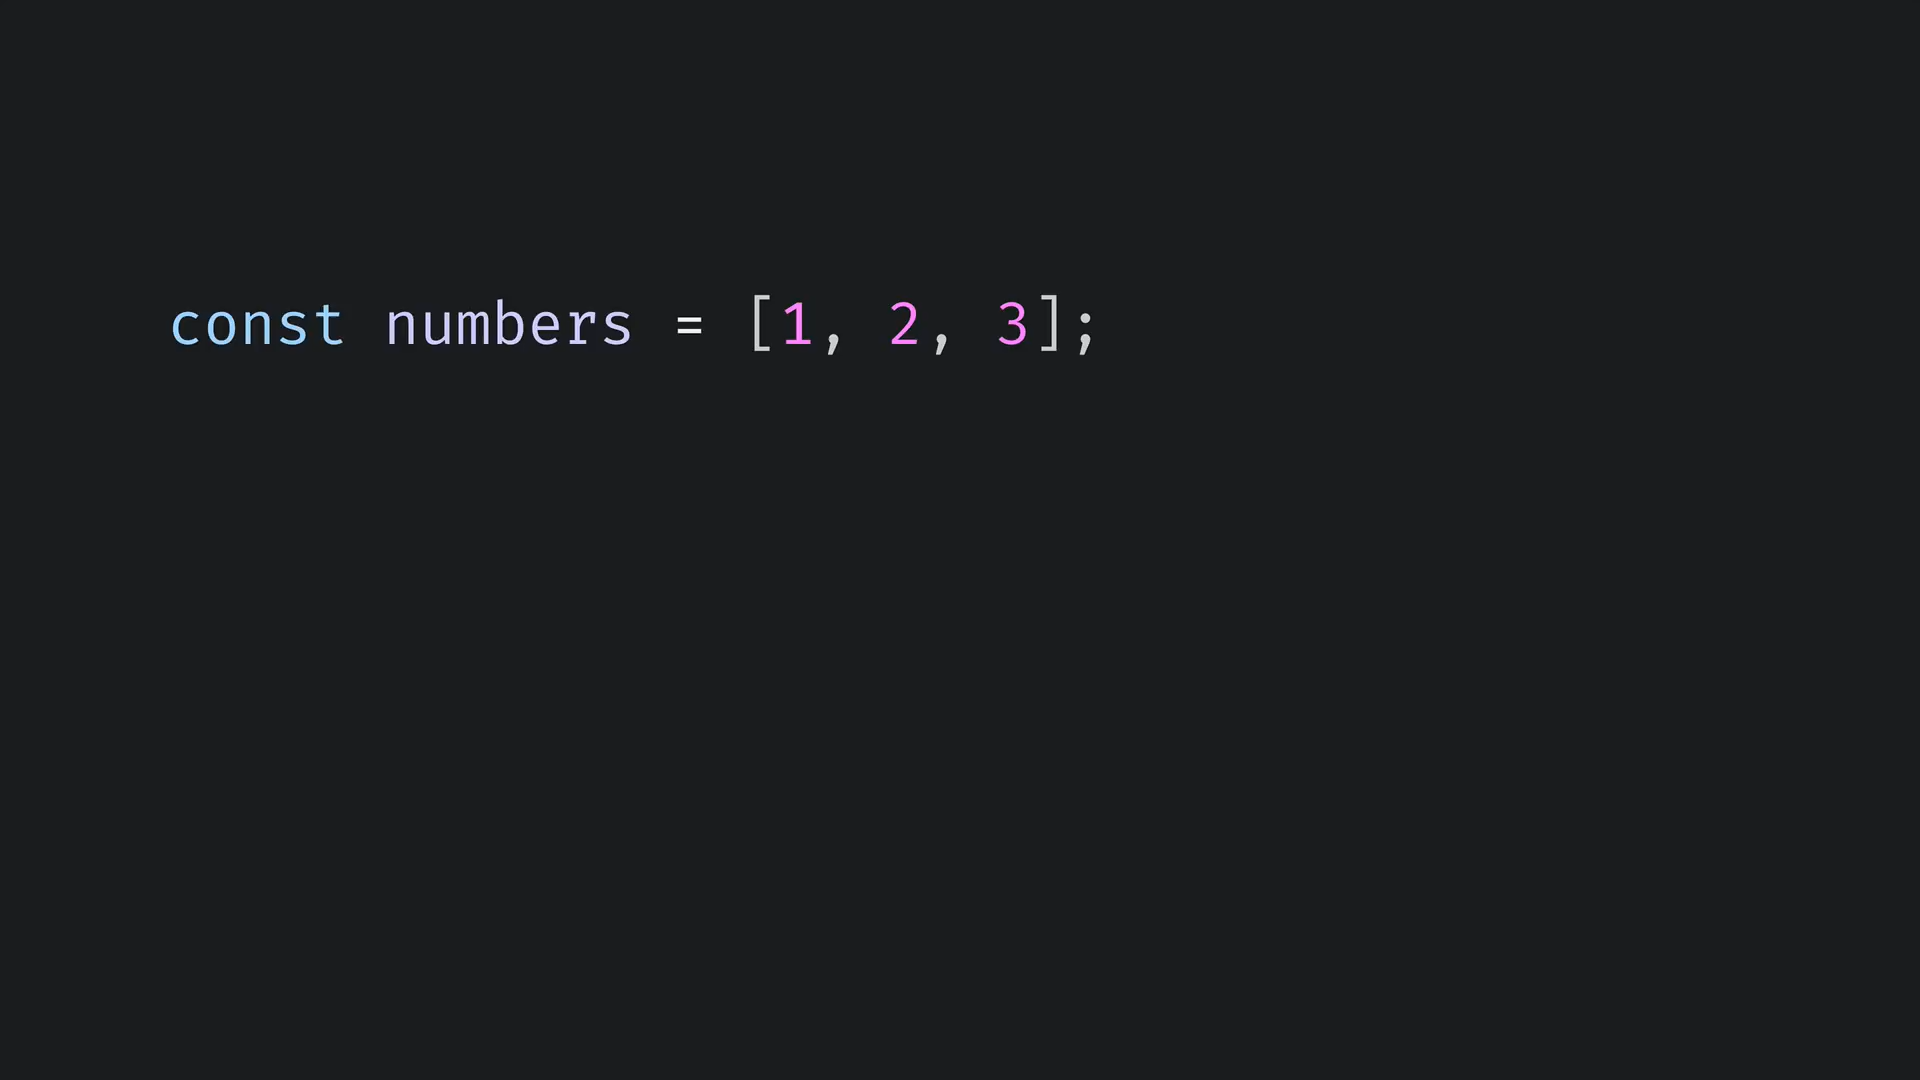 const numbers = [1, 2, 3];